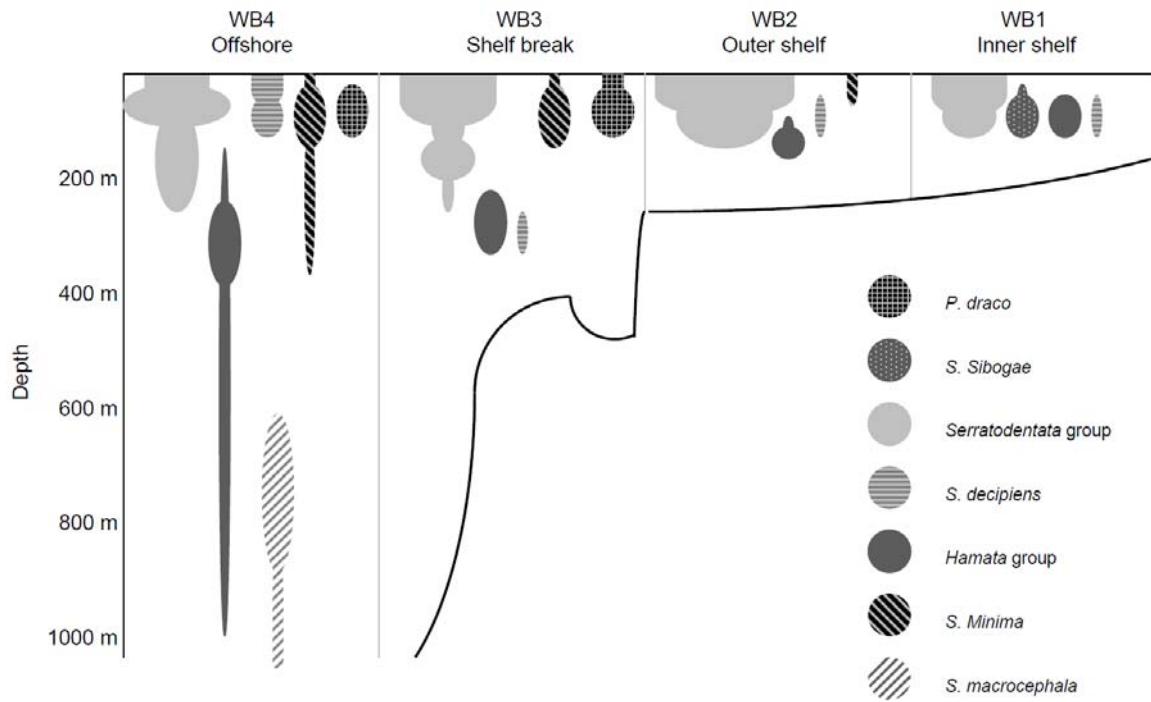 WB4
Offshore
WB3
Shelf break
WB2
Outer shelf
WB1
Inner shelf
Depth
200 m
400 m
600 m
800 m
1000 m
P. draco
S. Sibogae
Serratodentata group
S. decipiens
Hamata group
S. Minima
S. macrocephala